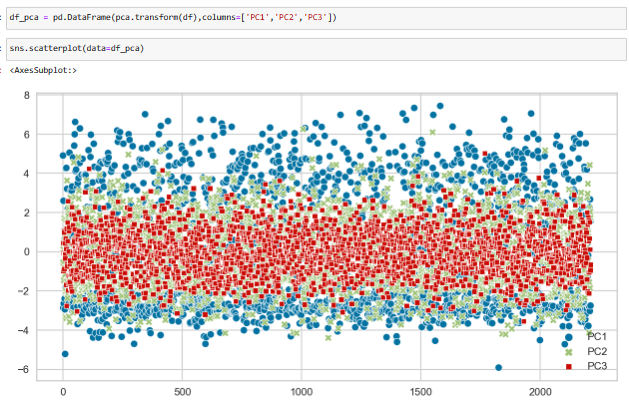 df_pca = pd.DataFrame(pca.transform(df),columns=['PC1','PC2','PC3'])
sns.scatterplot(data=df_pca)
<AxesSubplot:>
8
6
4
2
0
−2
−4
−6
PC1
PC2
PC3
0 500 1000 1500 2000